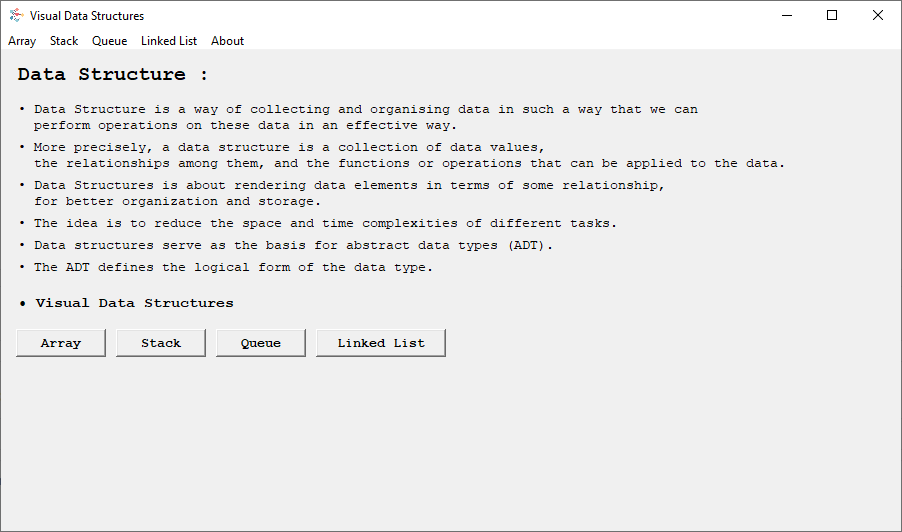 Visual Data Structures
Array Stack Queue Linked List About
Data Structure :
• Data Structure is a way of collecting and organising data in such a way that we can
perform operations on these data in an effective way.
• More precisely, a data structure is a collection of data values,
the relationships among them, and the functions or operations that can be applied to the data.
• Data Structures is about rendering data elements in terms of some relationship,
for better organization and storage.
• The idea is to reduce the space and time complexities of different tasks.
• Data structures serve as the basis for abstract data types (ADT).
• The ADT defines the logical form of the data type.
• Visual Data Structures
Array Stack Queue Linked List